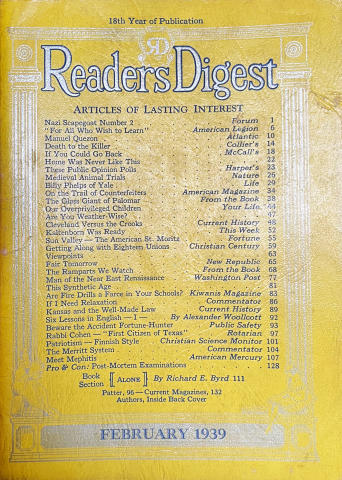 18th Year of Publication
RD
Readers Digest
ARTICLES OF LASTING INTEREST
Nazi Scapegoat Number 2 Forum 1
"For All Who Wish to Learn" American Legion 6
Manuel Quezon Atlantic 10
Death to the Killer Collier's 14
If You Could Go Back McCall's 18
Home Was Never Like This 22
These Public Opinion Polls Harper's 23
Medieval Animal Trials Nature 26
Billy Phelps of Yale Life 29
On the Trail of Counterfeiters American Magazine 34
The Glass Giant of Palomar From the Book 38
Our Overprivileged Children Your Life 44
Are You Weather-Wise? 47
Cleveland Versus the Crooks Current History 48
Kaltenborn Was Ready This Week 52
Sun Valley — The American St. Moritz Fortune 55
Getting Along with Eighteen Unions Christian Century 59
Viewpoints 63
Fair Tomorrow New Republic 65
The Ramparts We Watch From the Book 68
Man of the Near East Renaissance Washington Post 77
This Synthetic Age 81
Are Fire Drills a Farce in Your Schools? Kiwanis Magazine 83
If I Need Relaxation Commentator 86
Kansas and the Well-Made Law Current History 89
Six Lessons in English — I — By Alexander Woollcott 92
Beware the Accident Fortune-Hunter Public Safety 93
Rabbi Cohen — "First Citizen of Texas" Rotarian 97
Patriotism — Finnish Style Christian Science Monitor 101
The Merritt System Commentator 104
Meet Mephitis American Mercury 107
Pro & Con: Post-Mortem Examinations 128
Book Section [ ALONE ] By Richard E. Byrd 111
Patter, 96 — Current Magazines, 132
Authors, Inside Back Cover
FEBRUARY 1939